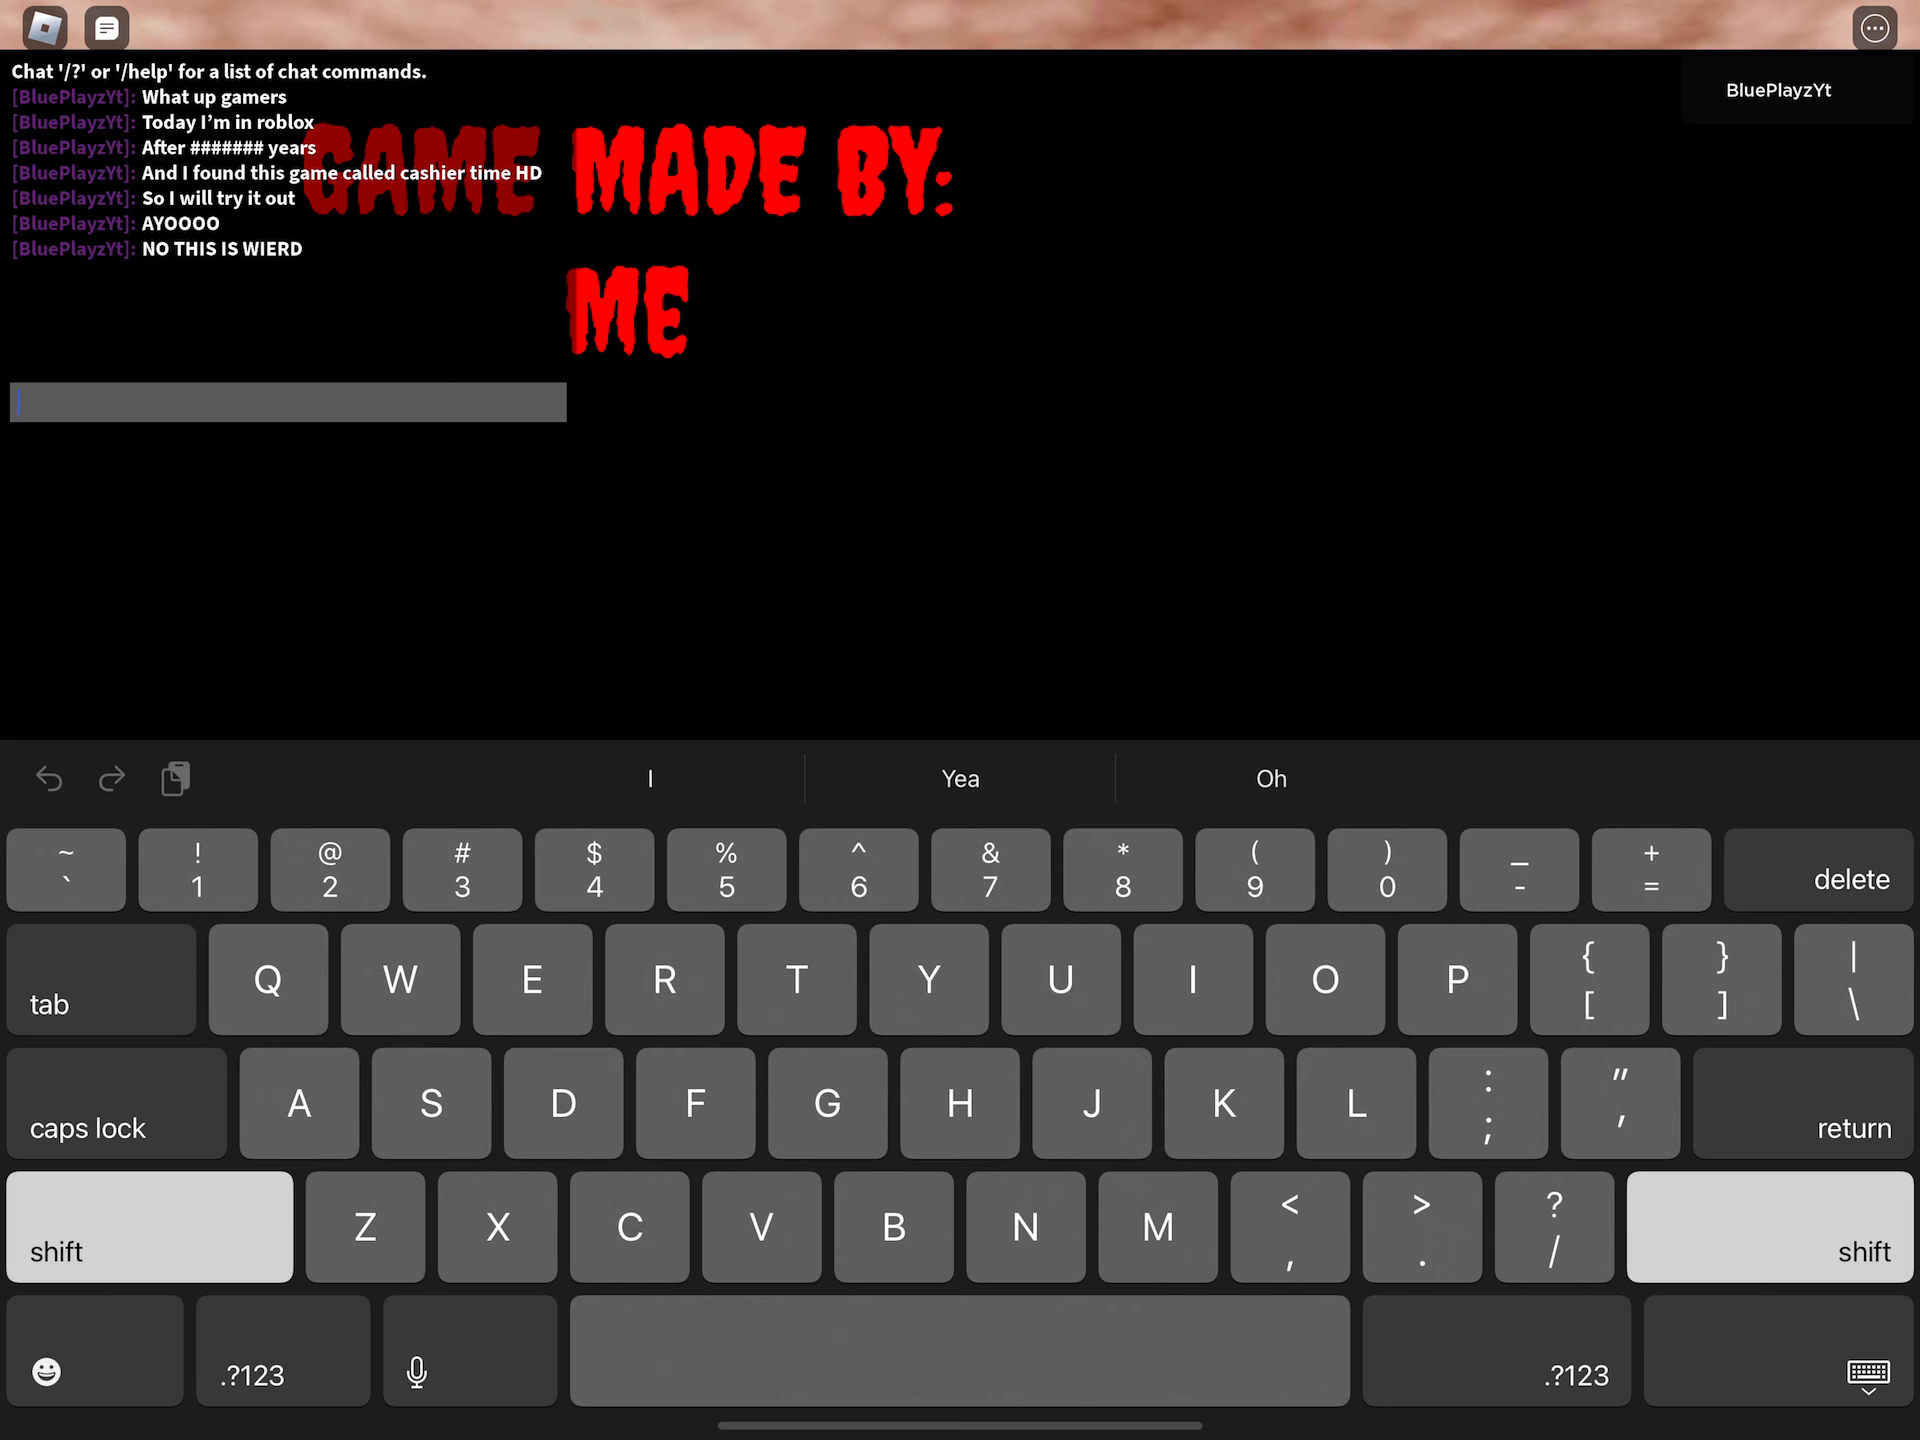 Chat '/?' or '/help' for a list of chat commands.
[BluePlayzYt]: What up gamers
[BluePlayzYt]: Today I’m in roblox
[BluePlayzYt]: After ####### years
[BluePlayzYt]: And I found this game called cashier time HD
[BluePlayzYt]: So I will try it out
[BluePlayzYt]: AYOOOO
[BluePlayzYt]: NO THIS IS WIERD
BluePlayzYt
GAME MADE BY:
ME
I Yea Oh
~ ! @ # $ % ^ & * ( ) _ +
` 1 2 3 4 5 6 7 8 9 0 - = delete
tab Q W E R T Y U I O P { [ } ] | \
caps lock A S D F G H J K L : ; " ' return
shift Z X C V B N M < , > . ? / shift
.?123 .?123